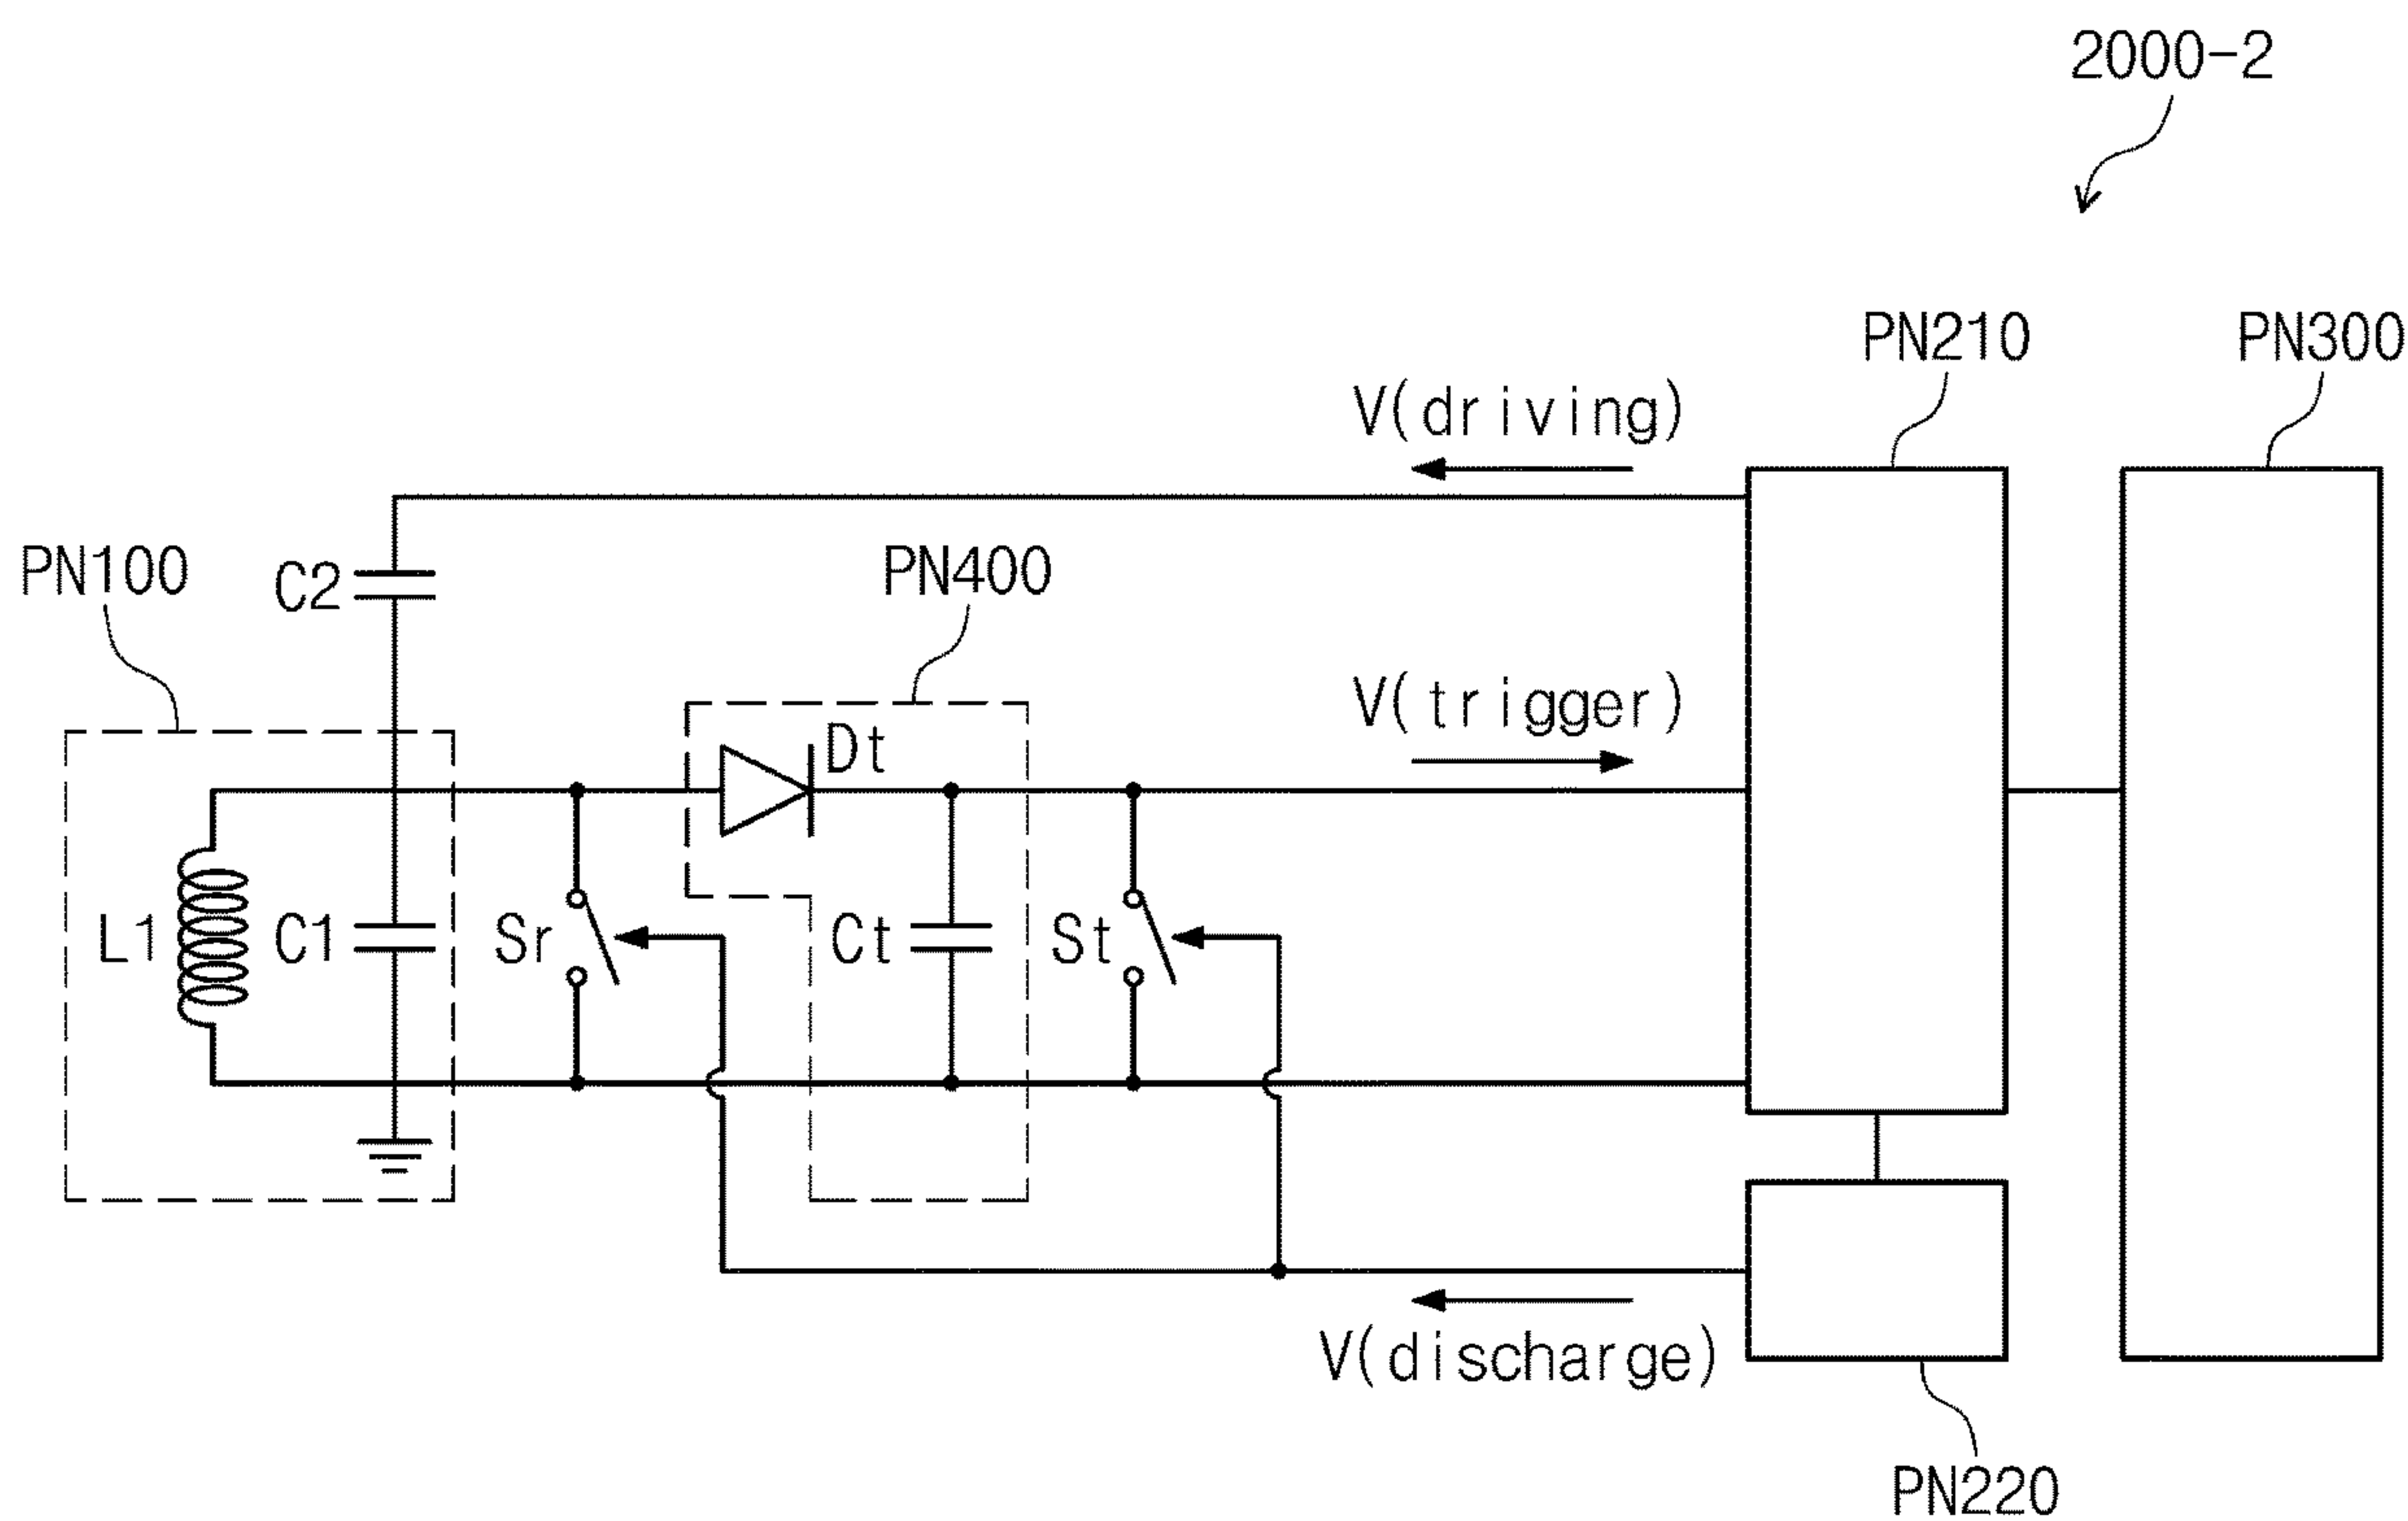 2000-2
PN210
PN300
V(driving)
PN100
C2
PN400
V(trigger)
Dt
L1
C1
Sr
Ct
St
V(discharge)
PN220